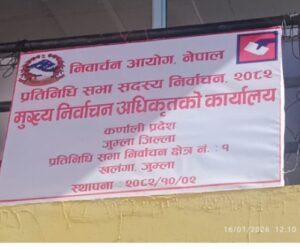 निर्वाचन आयोग, नेपाल
प्रतिनिधि सभा सदस्य निर्वाचन, २०८२
मुख्य निर्वाचन अधिकृतको कार्यालय
कर्णाली प्रदेश
जुम्ला जिल्ला
प्रतिनिधि सभा निर्वाचन क्षेत्र नं. : १
खलंगा, जुम्ला
स्थापना : २०८२/१०/०२
16/01/2026 12:10